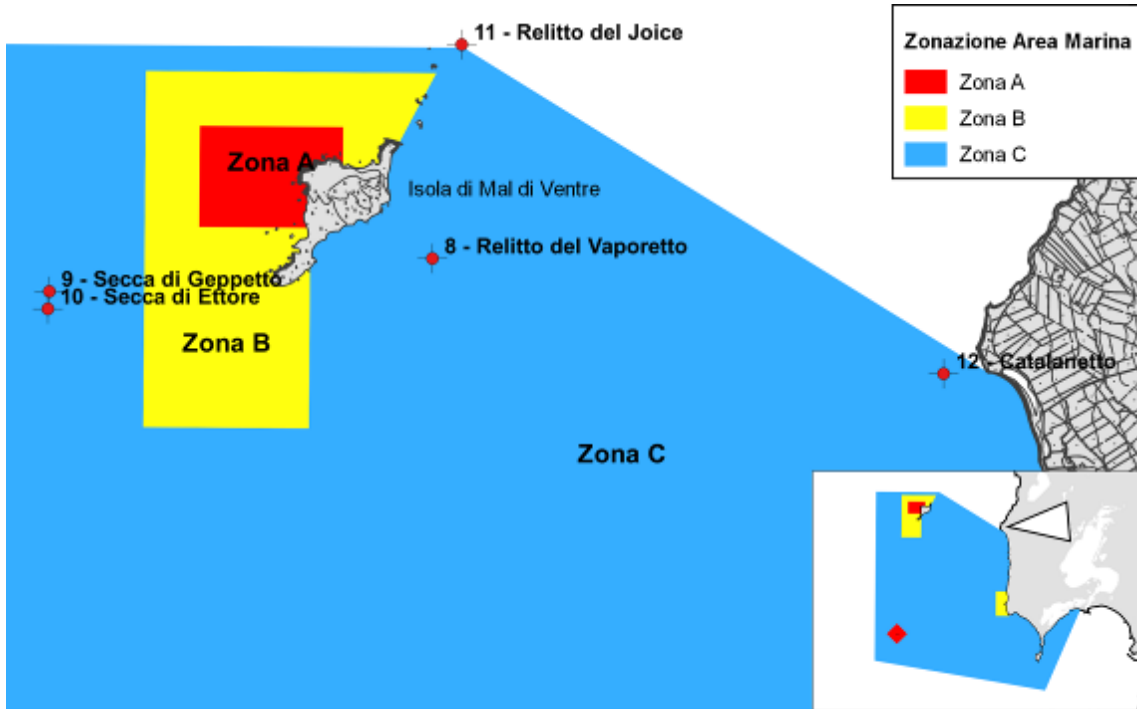 11 - Relitto del Joice
Zonazione Area Marina
Zona A
Zona B
Zona C
Zona A
Isola di Mal di Ventre
8 - Relitto del Vaporetto
9 - Secca di Geppetto
10 - Secca di Ettore
Zona B
12 - Catalanetto
Zona C